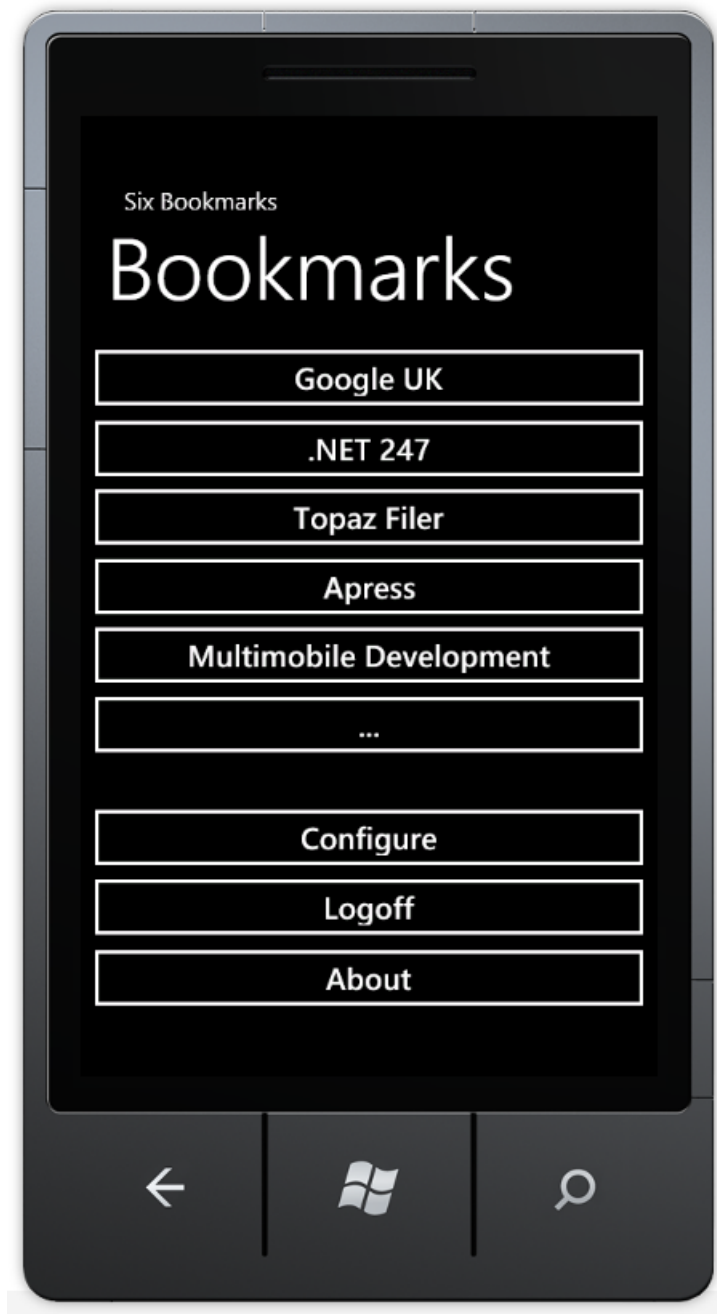 Six Bookmarks
Bookmarks
Google UK
.NET 247
Topaz Filer
Apress
Multimobile Development
...
Configure
Logoff
About